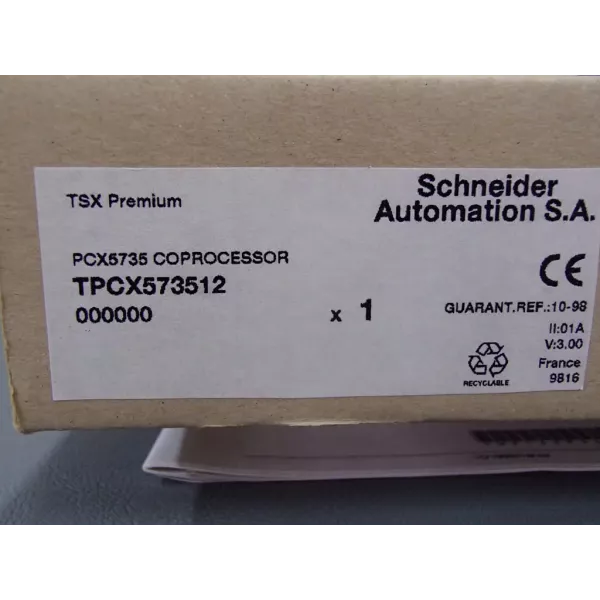 TSX Premium
Schneider
Automation S.A.
PCX5735 COPROCESSOR
TPCX573512
000000
x 1
CE
GUARANT.REF.:10-98
II:01A
V:3.00
France
9816
RECYCLABLE